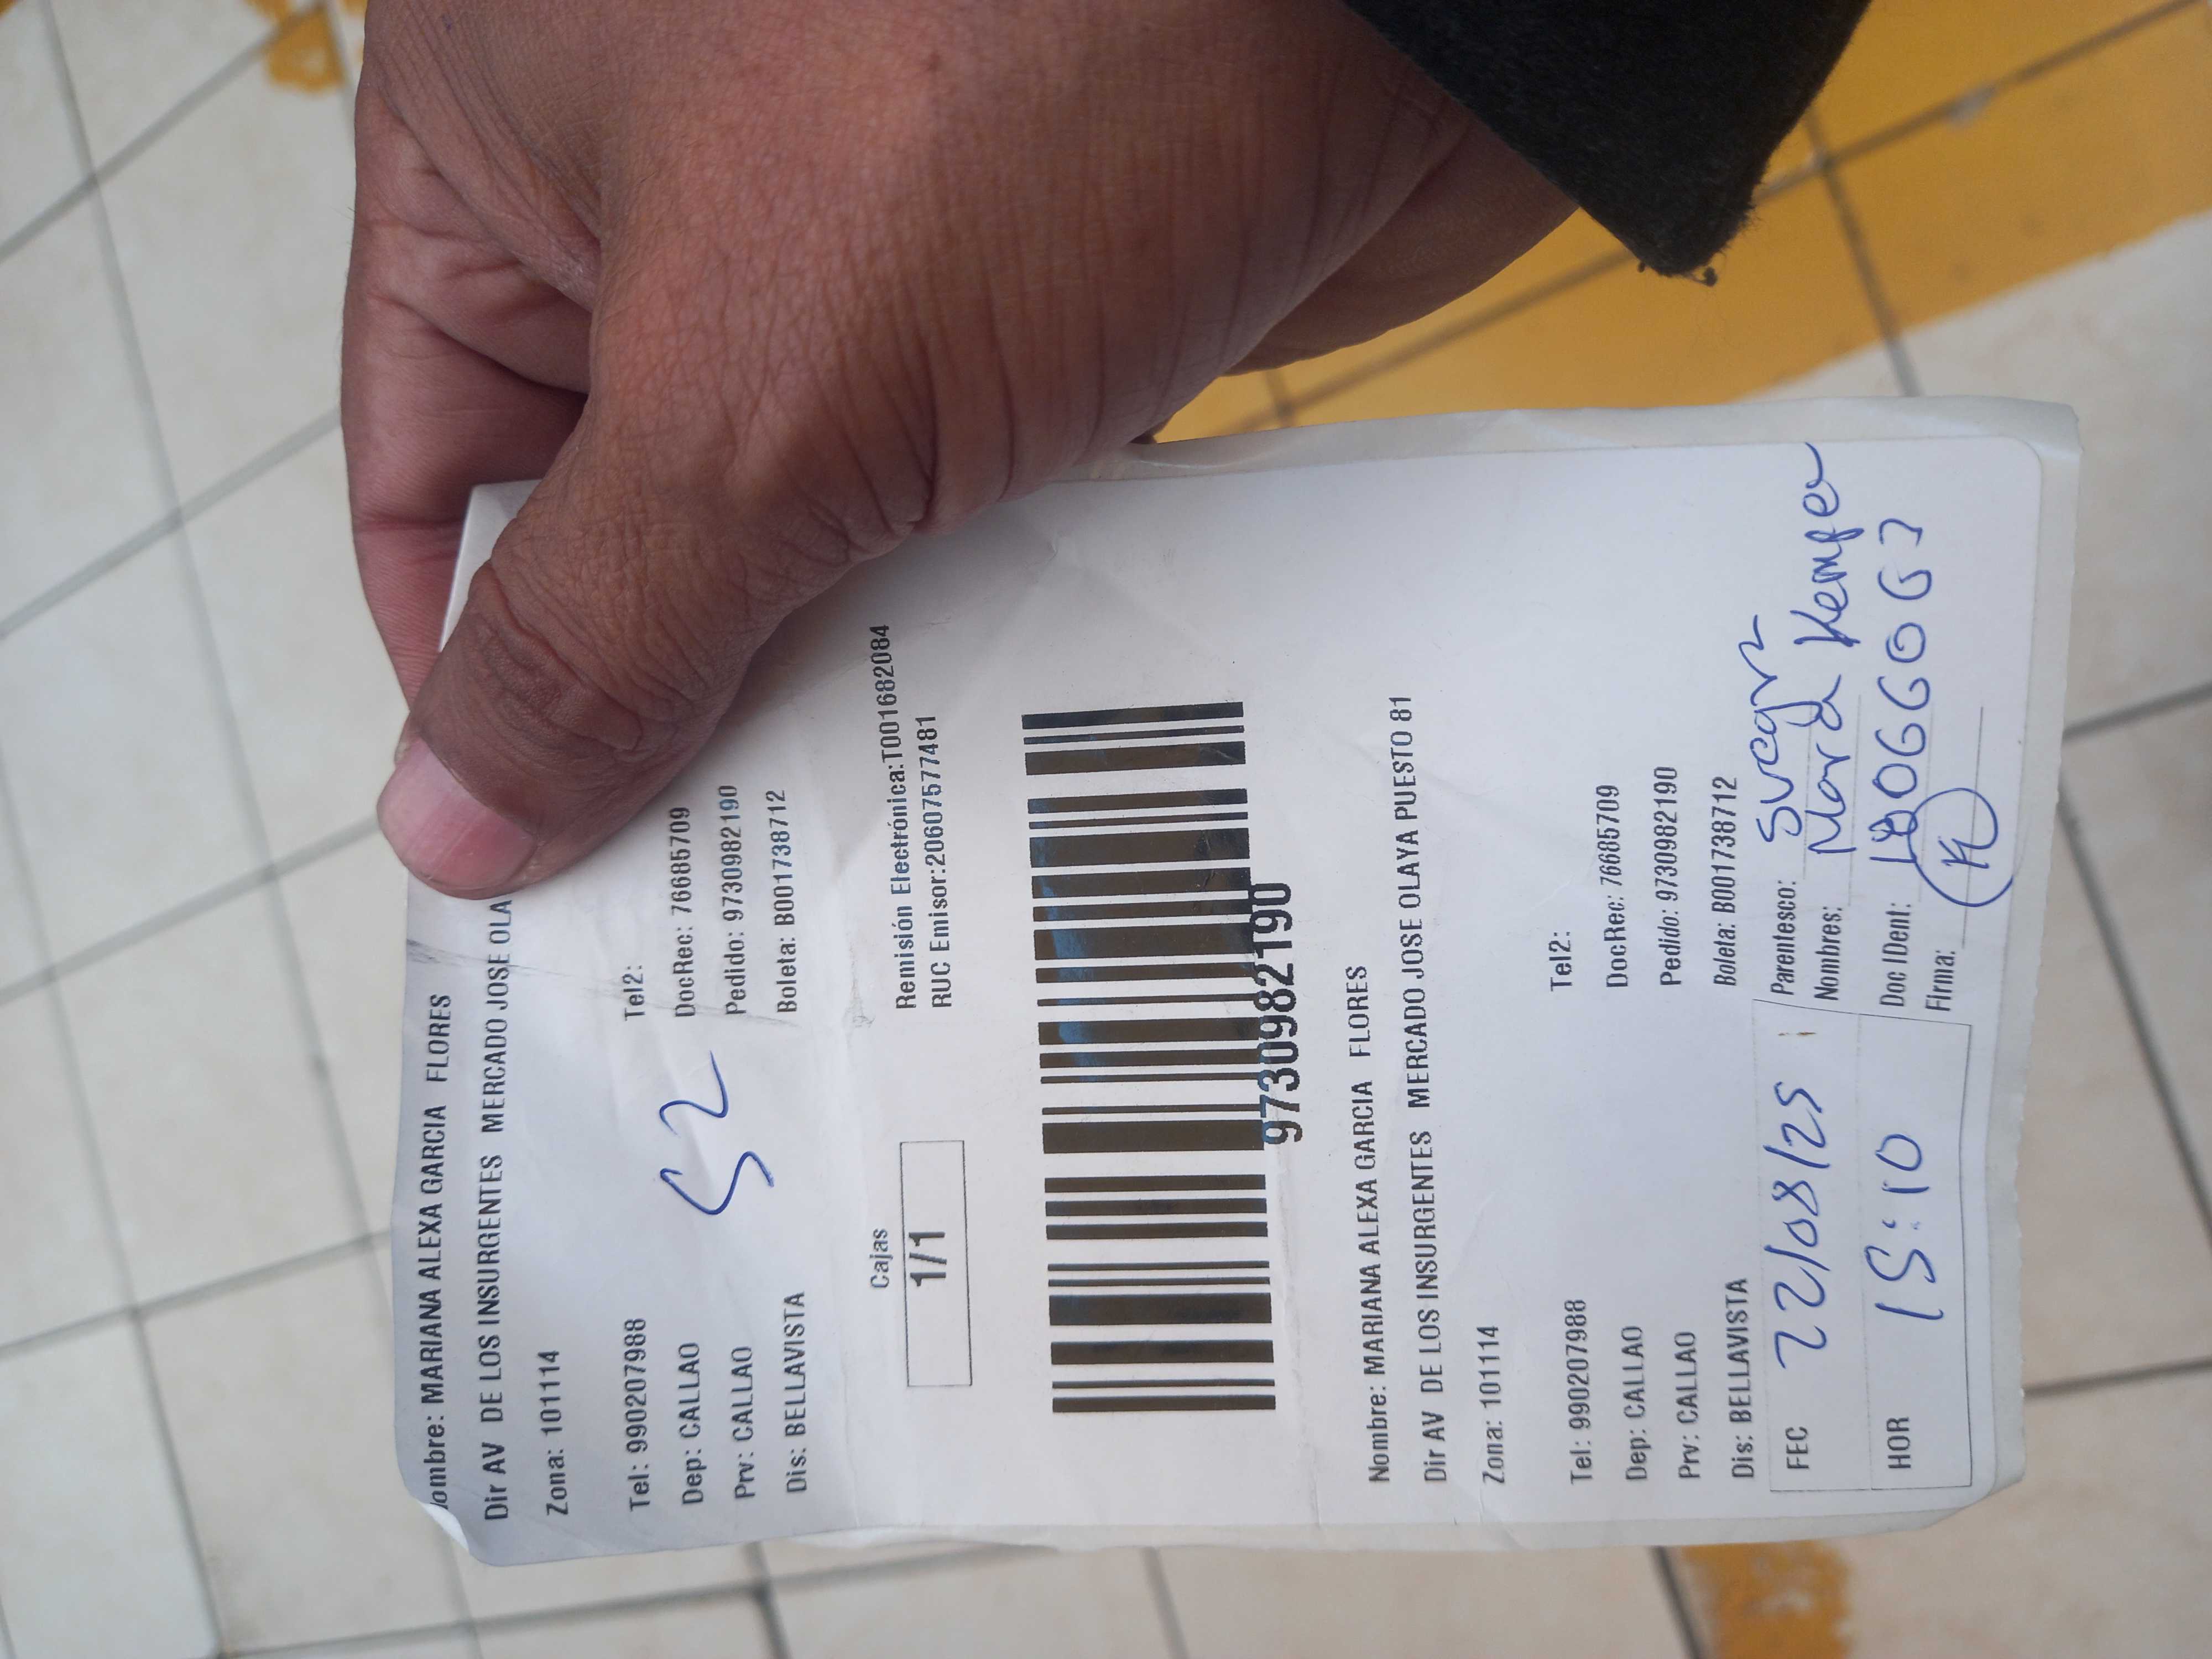 ombre: MARIANA ALEXA GARCIA FLORES
Dir AV DE LOS INSURGENTES MERCADO JOSE OLA
Zona: 101114
Tel: 990207988 Tel2:
Dep: CALLAO DocRec: 76685709
Prv: CALLAO Pedido: 9730982190
Dis: BELLAVISTA Boleta: B001738712
52
Cajas
1/1
Remisión Electrónica:T001682084
RUC Emisor:20607577481
9730982190
Nombre: MARIANA ALEXA GARCIA FLORES
Dir AV DE LOS INSURGENTES MERCADO JOSE OLAYA PUESTO 81
Zona: 101114
Tel: 990207988 Tel2:
Dep: CALLAO DocRec: 76685709
Prv: CALLAO Pedido: 9730982190
Dis: BELLAVISTA Boleta: B001738712
FEC 22/08/25
HOR 15:10
Parentesco:
Nombres:
Doc IDent:
Firma: